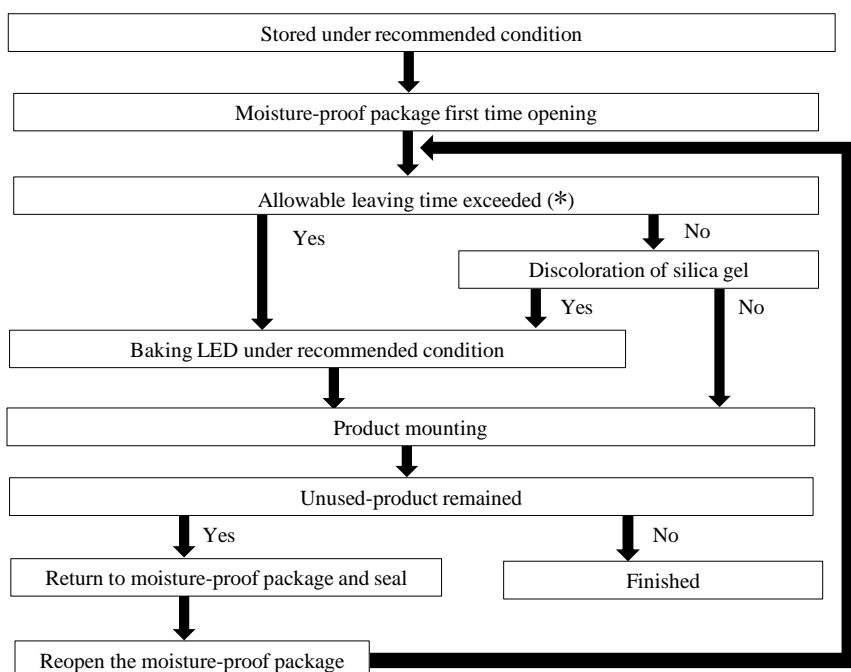 Stored under recommended condition
Moisture-proof package first time opening
Allowable leaving time exceeded (*)
Yes
No
Discoloration of silica gel
Yes
No
Baking LED under recommended condition
Product mounting
Unused-product remained
Yes
No
Return to moisture-proof package and seal
Finished
Reopen the moisture-proof package